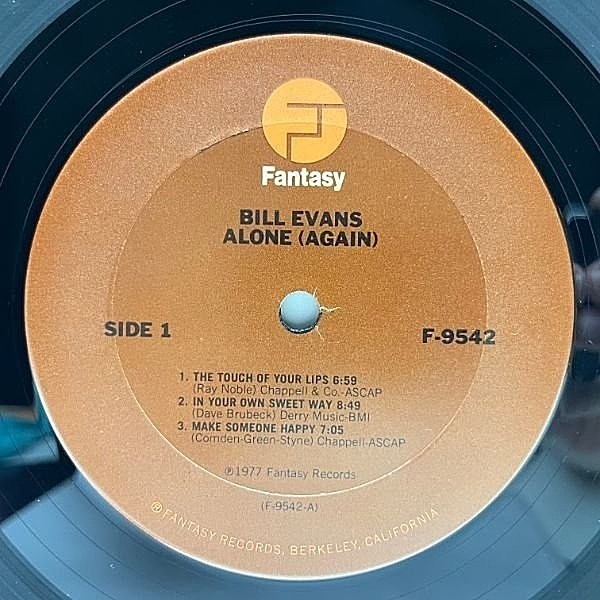 Fantasy
BILL EVANS
ALONE (AGAIN)
SIDE 1
F-9542
1. THE TOUCH OF YOUR LIPS 6:59
(Ray Noble) Chappell & Co.-ASCAP
2. IN YOUR OWN SWEET WAY 8:49
(Dave Brubeck) Derry Music-BMI
3. MAKE SOMEONE HAPPY 7:05
(Comden-Green-Styne) Chappell-ASCAP
℗1977 Fantasy Records
(F-9542-A)
®FANTASY RECORDS, BERKELEY, CALIFORNIA